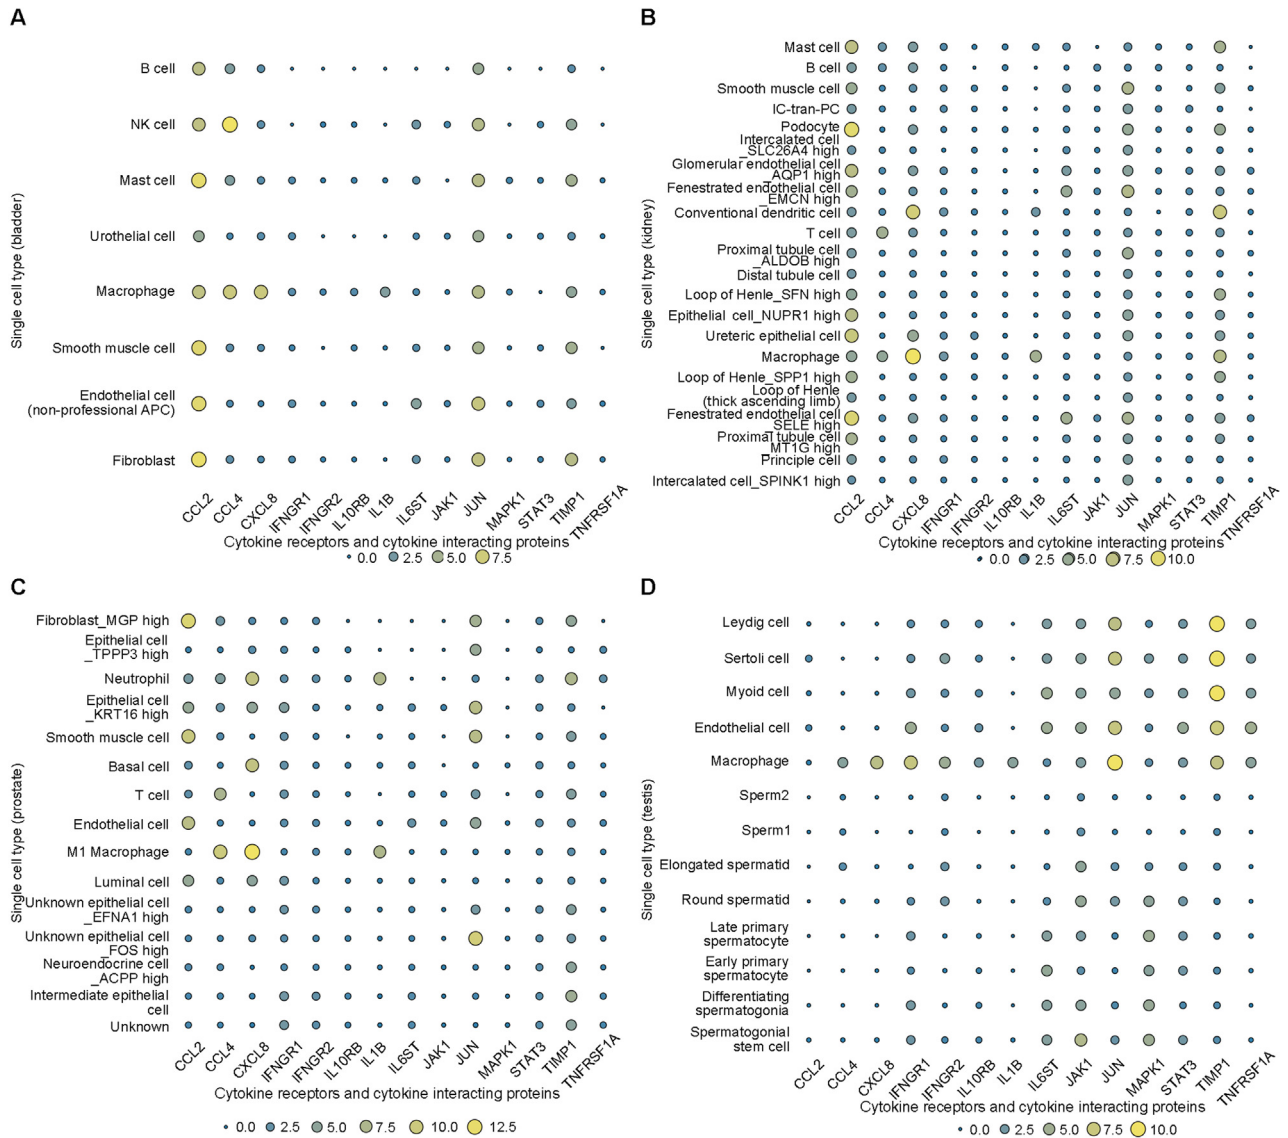 A
Single cell type (bladder)
B cell
NK cell
Mast cell
Urothelial cell
Macrophage
Smooth muscle cell
Endothelial cell
(non-professional APC)
Fibroblast
CCL2 CCL4 CXCL8 IFNGR1 IFNGR2 IL10RB IL1B IL6ST JAK1 JUN MAPK1 STAT3 TIMP1 TNFRSF1A
Cytokine receptors and cytokine interacting proteins
0.0 2.5 5.0 7.5
B
Single cell type (kidney)
Mast cell
B cell
Smooth muscle cell
IC-tran-PC
Podocyte
Intercalated cell
_SLC26A4 high
Glomerular endothelial cell
_AQP1 high
Fenestrated endothelial cell
_EMCN high
Conventional dendritic cell
T cell
Proximal tubule cell
_ALDOB high
Distal tubule cell
Loop of Henle_SFN high
Epithelial cell_NUPR1 high
Ureteric epithelial cell
Macrophage
Loop of Henle_SPP1 high
Loop of Henle
(thick ascending limb)
Fenestrated endothelial cell
_SELE high
Proximal tubule cell
_MT1G high
Principle cell
Intercalated cell_SPINK1 high
CCL2 CCL4 CXCL8 IFNGR1 IFNGR2 IL10RB IL1B IL6ST JAK1 JUN MAPK1 STAT3 TIMP1 TNFRSF1A
Cytokine receptors and cytokine interacting proteins
0.0 2.5 5.0 7.5 10.0
C
Single cell type (prostate)
Fibroblast_MGP high
Epithelial cell
_TPPP3 high
Neutrophil
Epithelial cell
_KRT16 high
Smooth muscle cell
Basal cell
T cell
Endothelial cell
M1 Macrophage
Luminal cell
Unknown epithelial cell
_EFNA1 high
Unknown epithelial cell
_FOS high
Neuroendocrine cell
_ACPP high
Intermediate epithelial
cell
Unknown
CCL2 CCL4 CXCL8 IFNGR1 IFNGR2 IL10RB IL1B IL6ST JAK1 JUN MAPK1 STAT3 TIMP1 TNFRSF1A
Cytokine receptors and cytokine interacting proteins
0.0 2.5 5.0 7.5 10.0 12.5
D
Single cell type (testis)
Leydig cell
Sertoli cell
Myoid cell
Endothelial cell
Macrophage
Sperm2
Sperm1
Elongated spermatid
Round spermatid
Late primary
spermatocyte
Early primary
spermatocyte
Differentiating
spermatogonia
Spermatogonial
stem cell
CCL2 CCL4 CXCL8 IFNGR1 IFNGR2 IL10RB IL1B IL6ST JAK1 JUN MAPK1 STAT3 TIMP1 TNFRSF1A
Cytokine receptors and cytokine interacting proteins
0.0 2.5 5.0 7.5 10.0